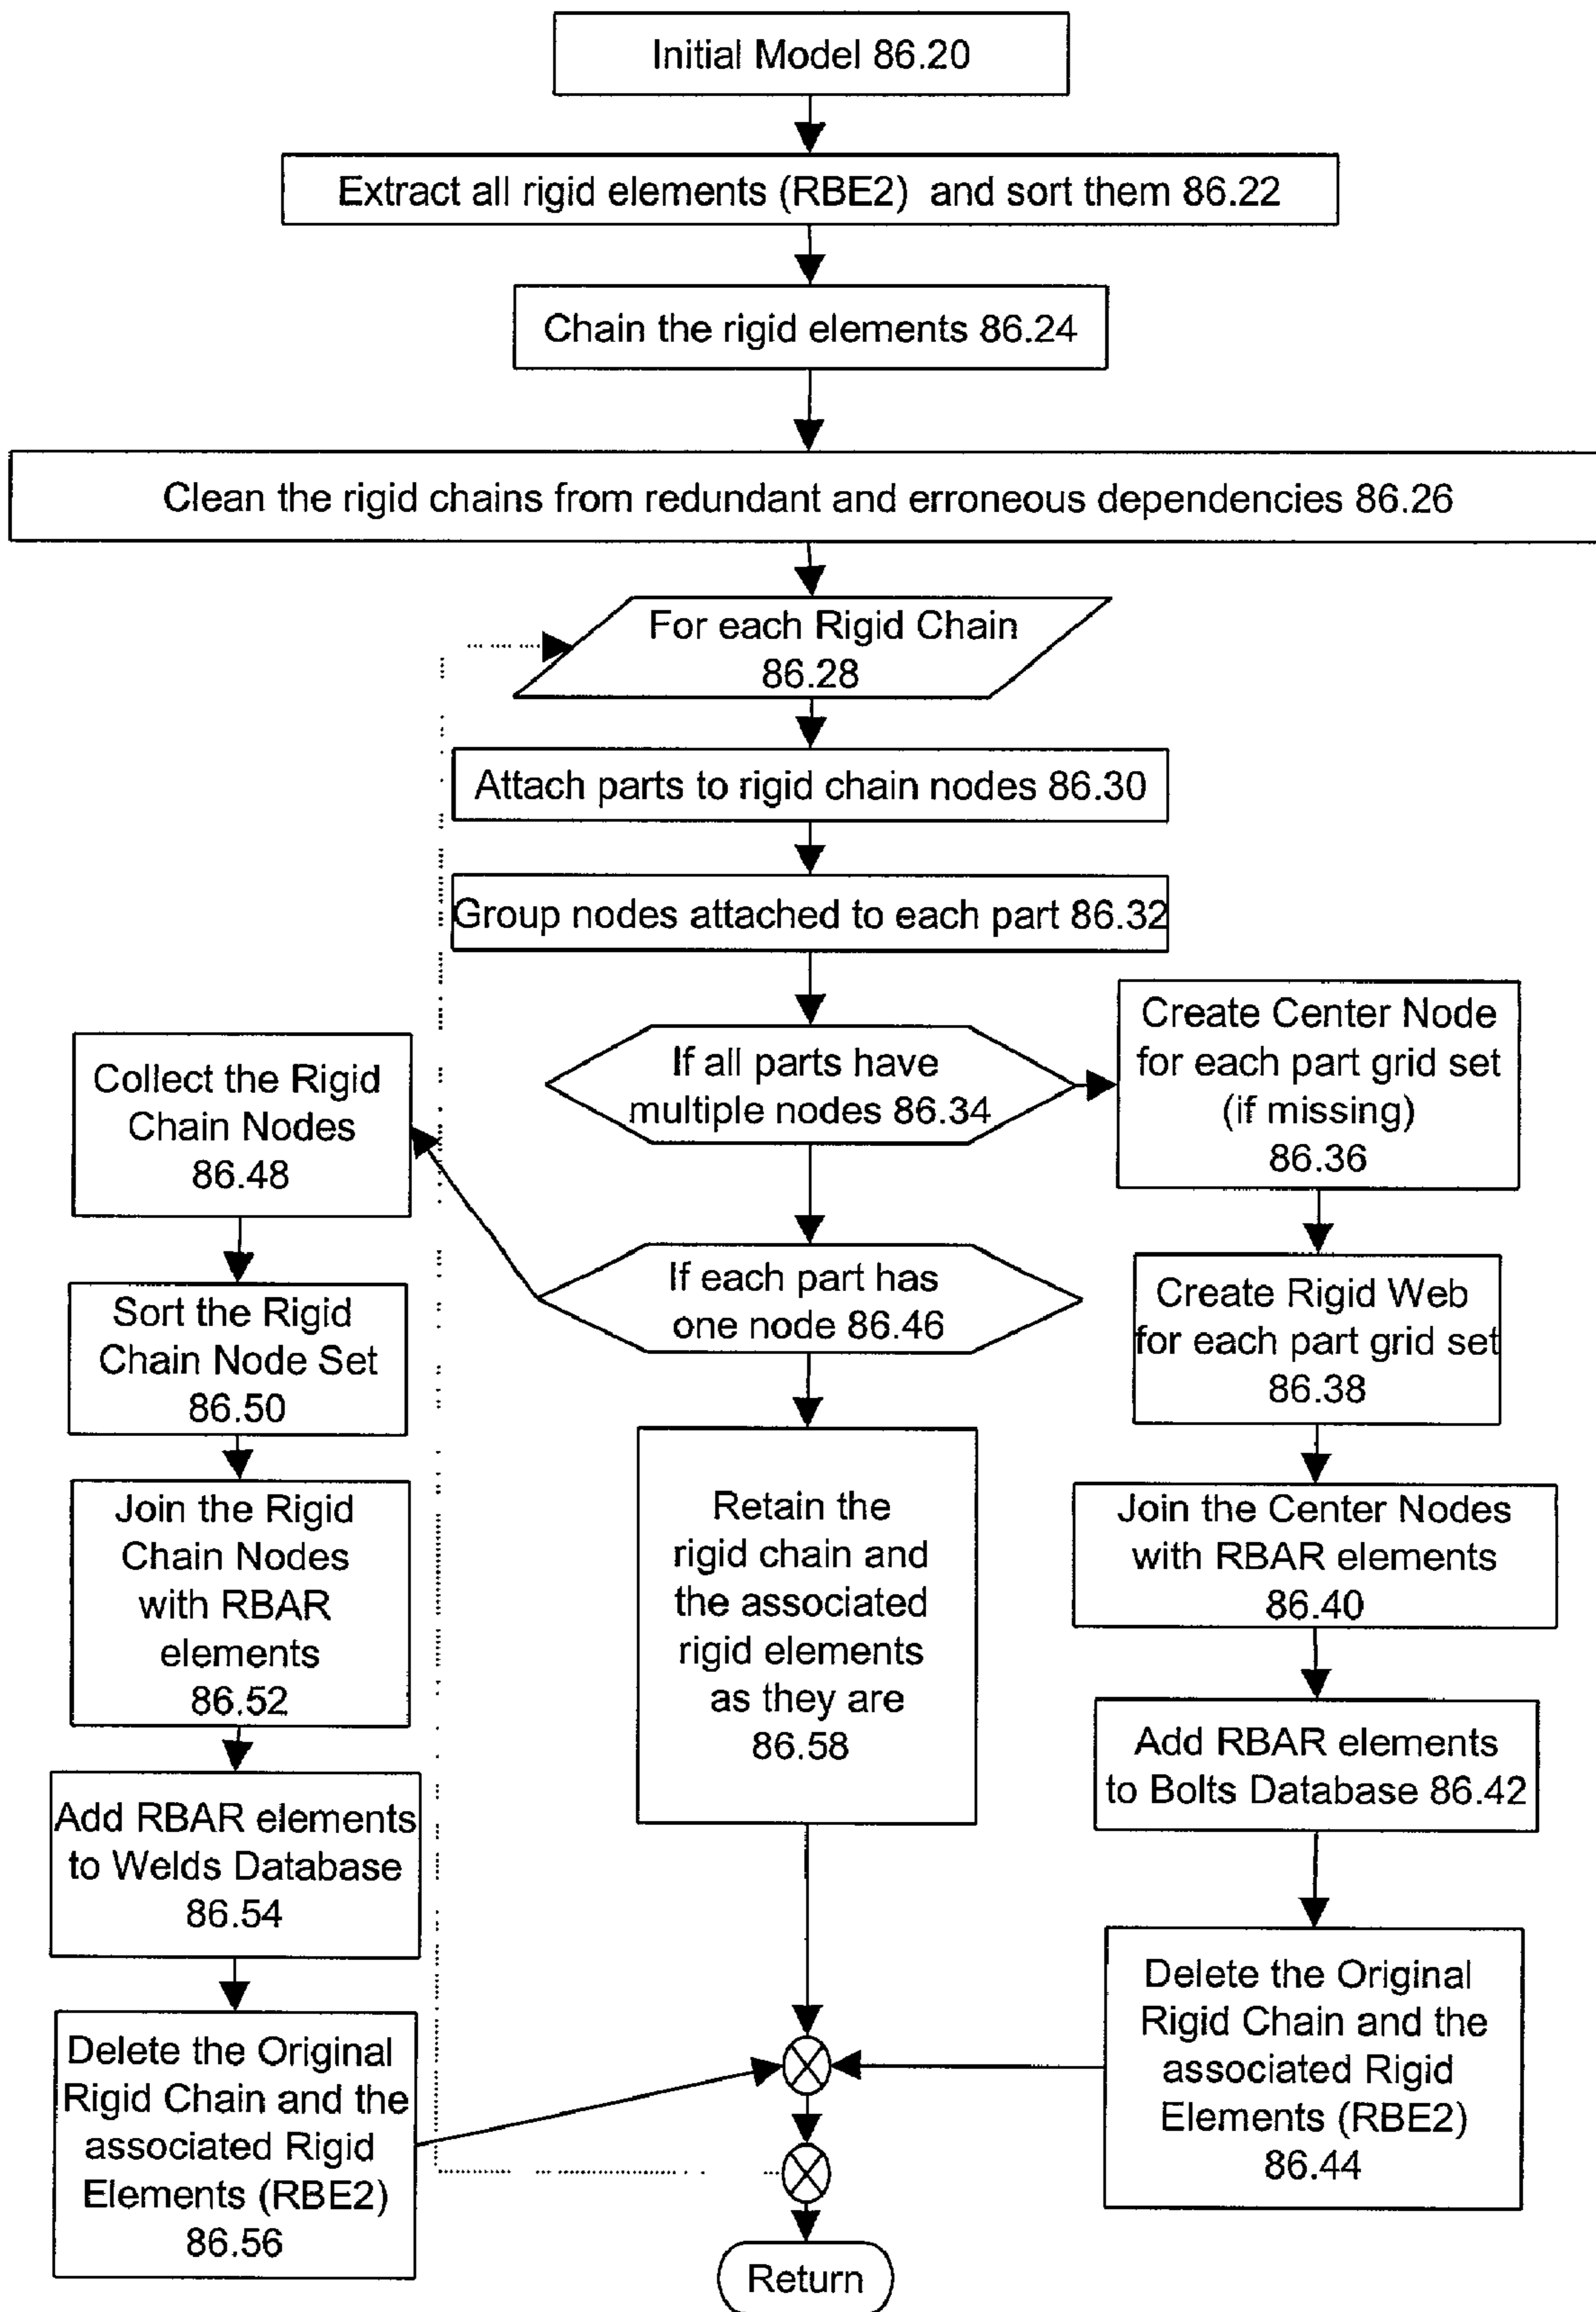 Initial Model 86.20
Extract all rigid elements (RBE2) and sort them 86.22
Chain the rigid elements 86.24
Clean the rigid chains from redundant and erroneous dependencies 86.26
For each Rigid Chain
86.28
Attach parts to rigid chain nodes 86.30
Group nodes attached to each part 86.32
If all parts have
multiple nodes 86.34
Create Center Node
for each part grid set
(if missing)
86.36
Create Rigid Web
for each part grid set
86.38
Join the Center Nodes
with RBAR elements
86.40
Add RBAR elements
to Bolts Database 86.42
Delete the Original
Rigid Chain and the
associated Rigid
Elements (RBE2)
86.44
If each part has
one node 86.46
Collect the Rigid
Chain Nodes
86.48
Sort the Rigid
Chain Node Set
86.50
Join the Rigid
Chain Nodes
with RBAR
elements
86.52
Add RBAR elements
to Welds Database
86.54
Delete the Original
Rigid Chain and the
associated Rigid
Elements (RBE2)
86.56
Retain the
rigid chain and
the associated
rigid elements
as they are
86.58
Return